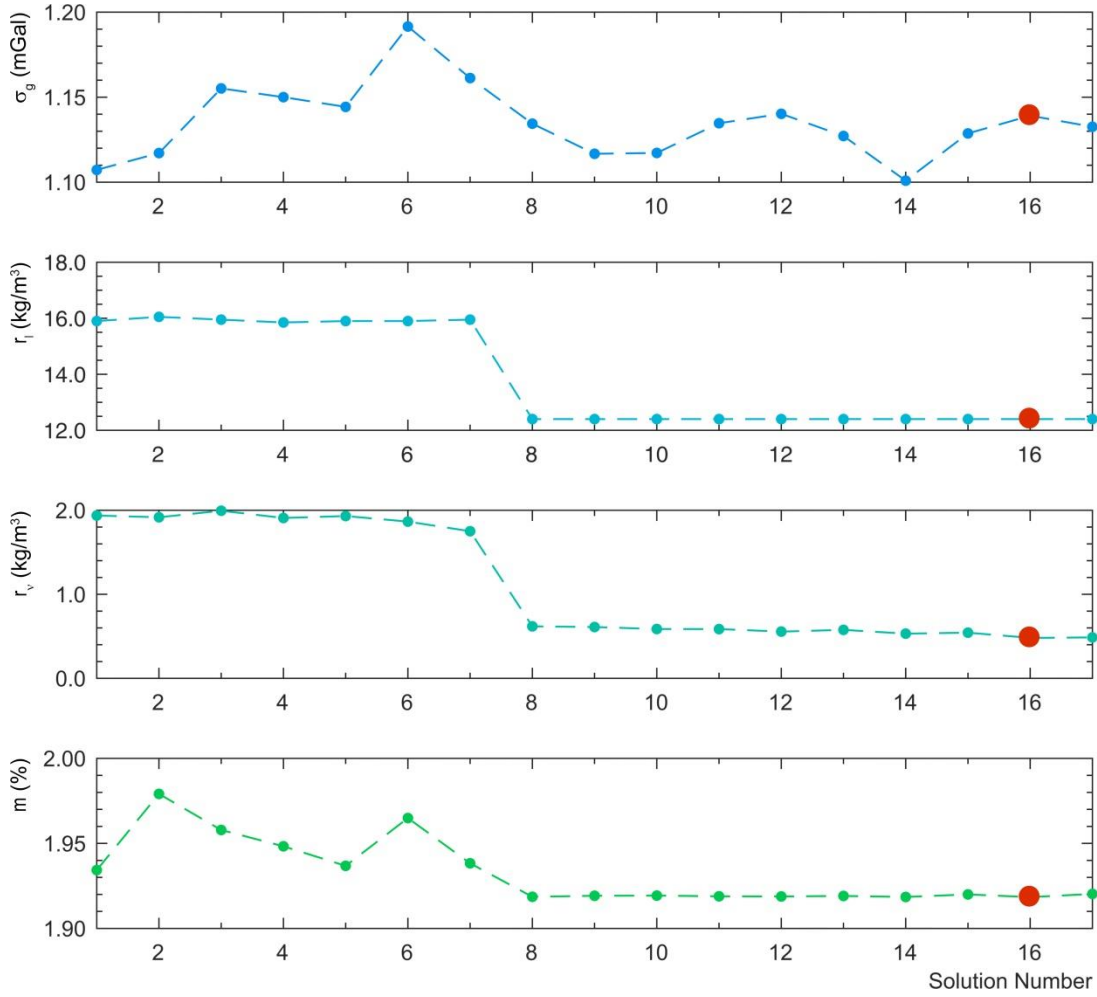 σg (mGal)
1.20
1.15
1.10
2 4 6 8 10 12 14 16
rl (kg/m³)
18.0
16.0
14.0
12.0
2 4 6 8 10 12 14 16
rv (kg/m³)
2.0
1.0
0.0
2 4 6 8 10 12 14 16
m (%)
2.00
1.95
1.90
2 4 6 8 10 12 14 16
Solution Number